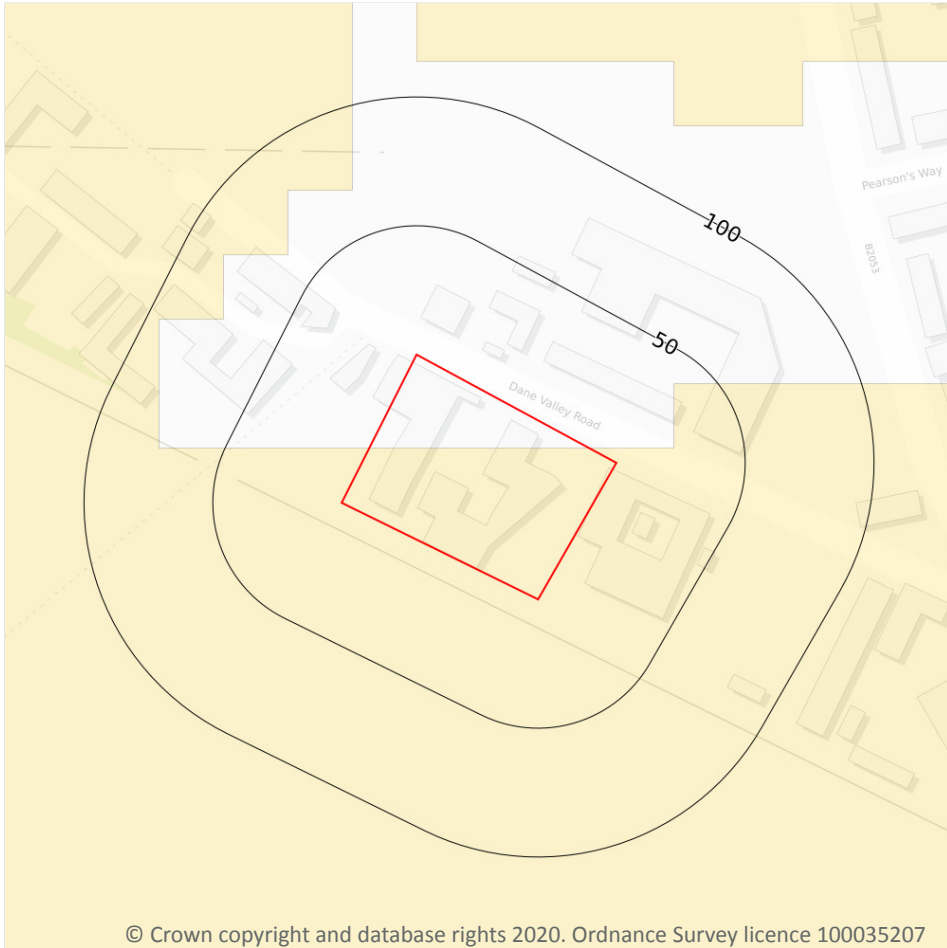 Pearson's Way
100
B2053
50
Dane Valley Road
© Crown copyright and database rights 2020. Ordnance Survey licence 100035207